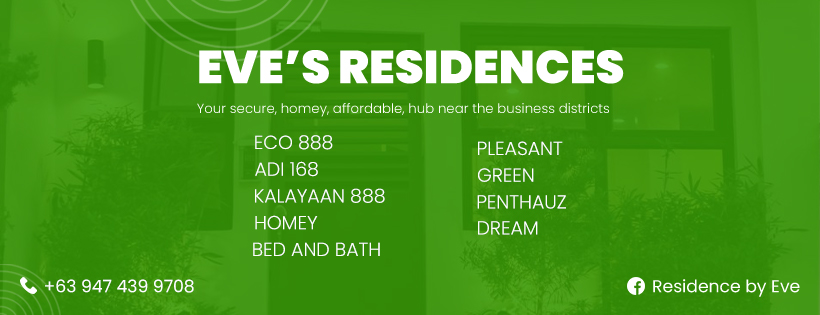 EVE'S RESIDENCES
Your secure, homey, affordable, hub near the business districts
ECO 888
ADI 168
KALAYAAN 888
HOMEY
BED AND BATH
PLEASANT
GREEN
PENTHAUZ
DREAM
+63 947 439 9708
Residence by Eve